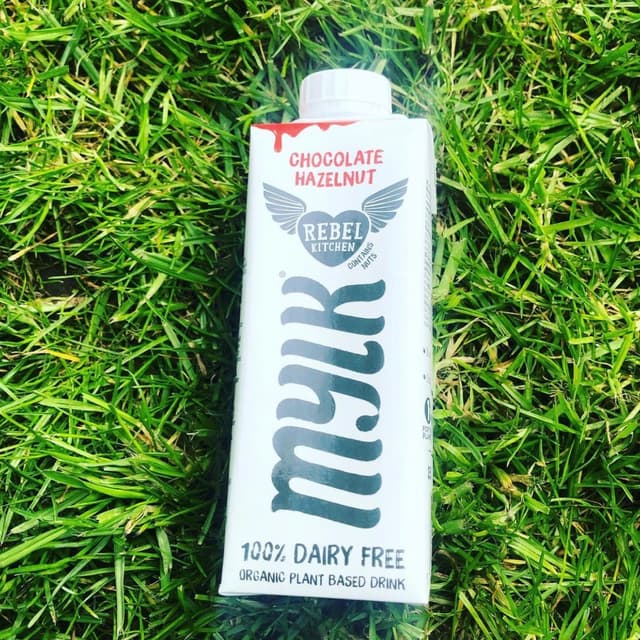 CHOCOLATE
HAZELNUT
REBEL
KITCHEN
CONTAINS
NUTS
MYLK®
100% DAIRY FREE
ORGANIC PLANT BASED DRINK